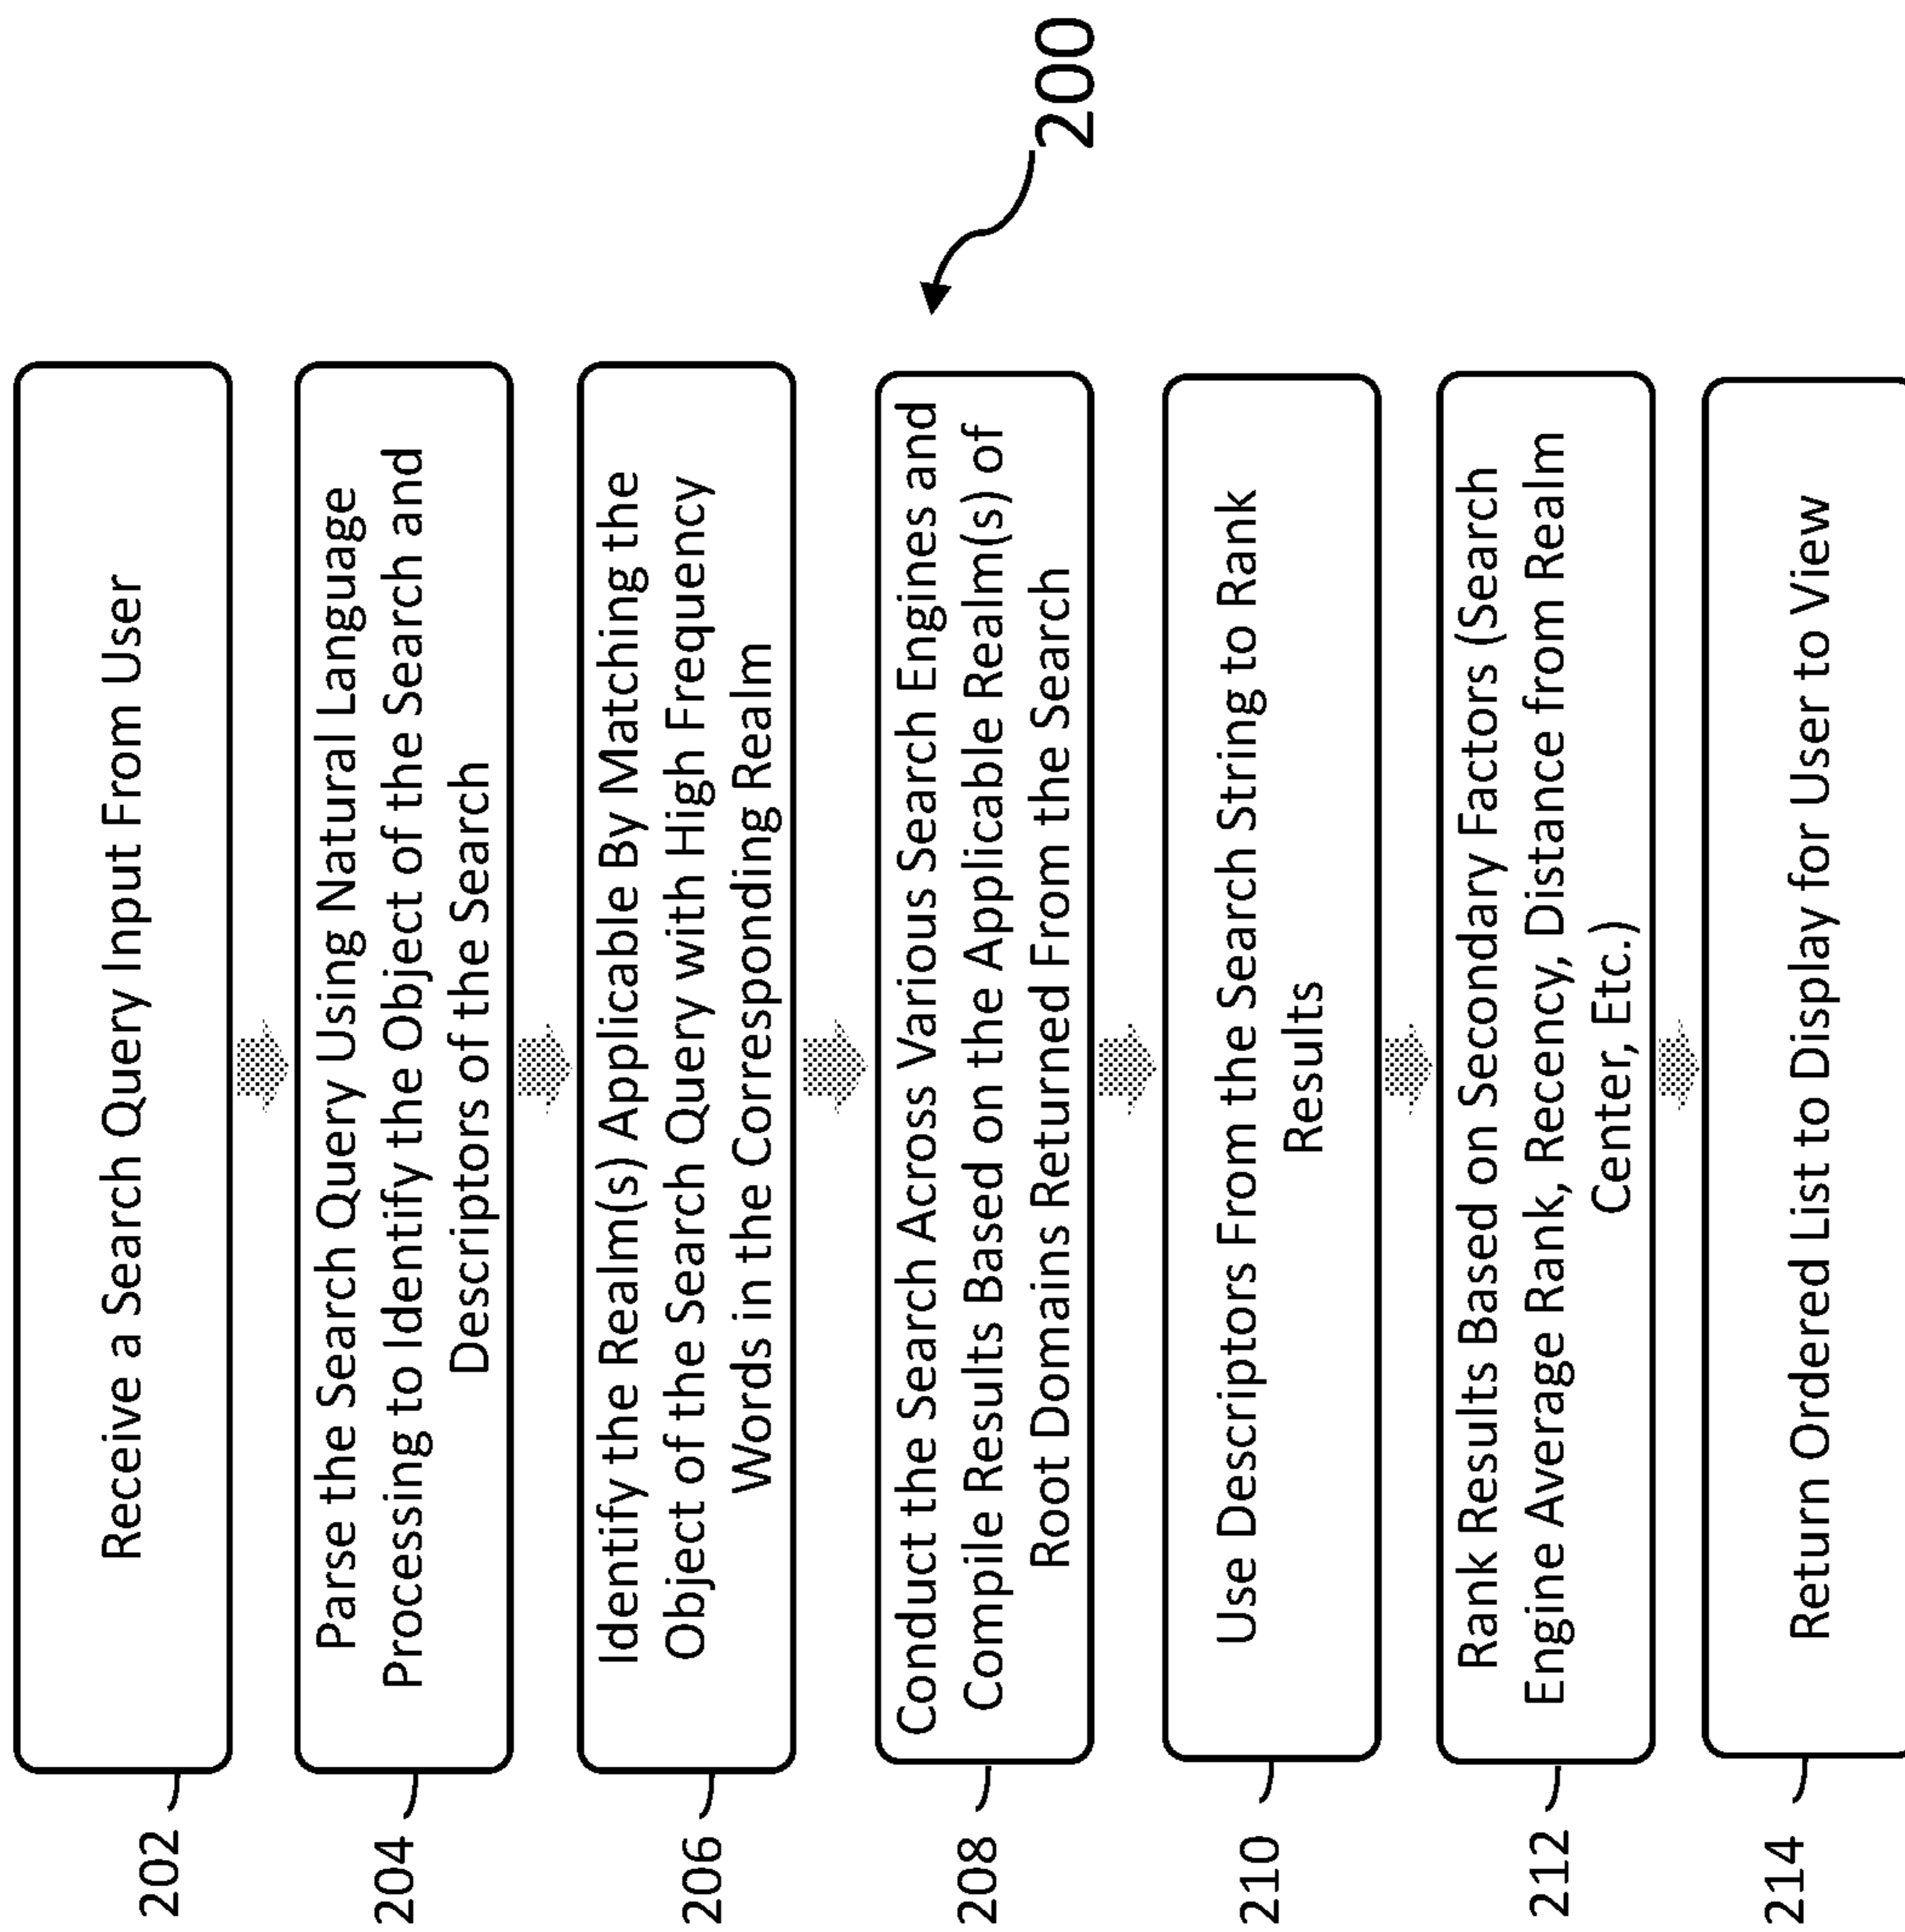 202
Receive a Search Query Input From User
204
Parse the Search Query Using Natural Language
Processing to Identify the Object of the Search and
Descriptors of the Search
206
Identify the Realm(s) Applicable By Matching the
Object of the Search Query with High Frequency
Words in the Corresponding Realm
208
Conduct the Search Across Various Search Engines and
Compile Results Based on the Applicable Realm(s) of
Root Domains Returned From the Search
210
Use Descriptors From the Search String to Rank
Results
212
Rank Results Based on Secondary Factors (Search
Engine Average Rank, Recency, Distance from Realm
Center, Etc.)
214
Return Ordered List to Display for User to View
200